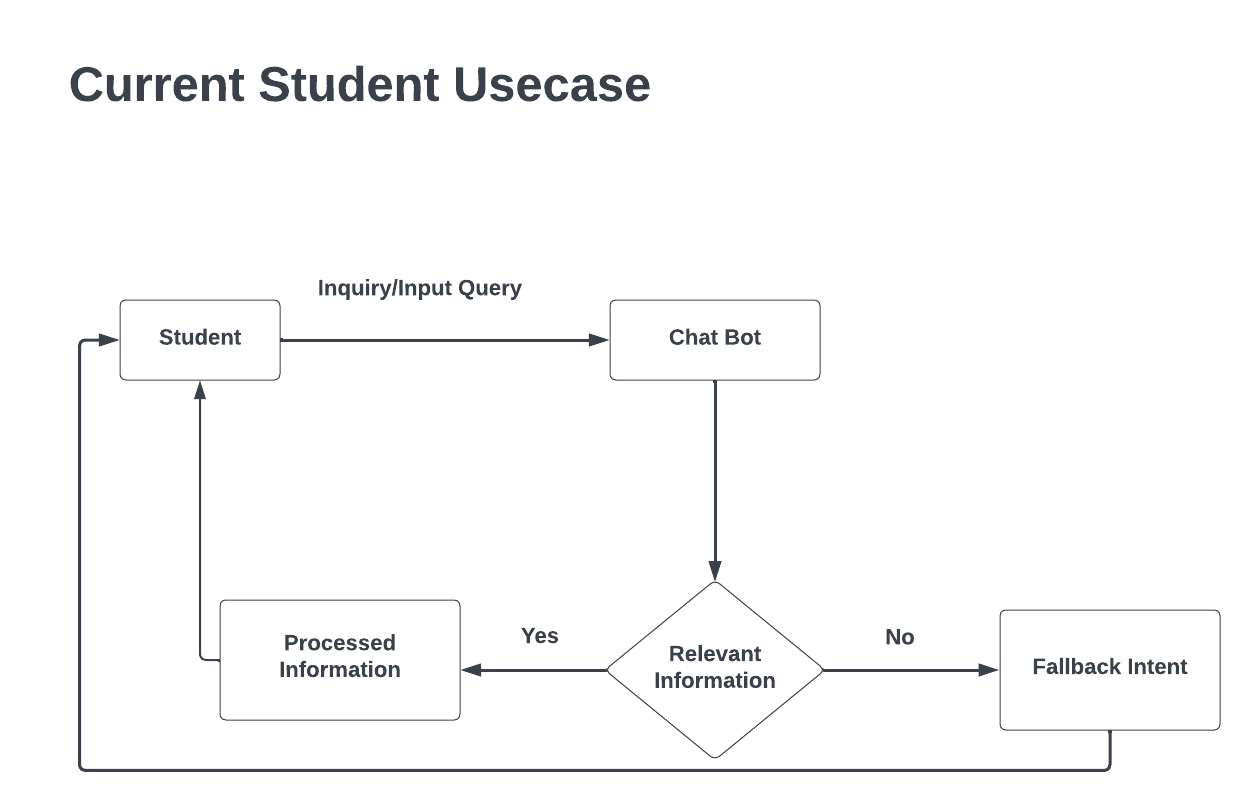 Current Student Usecase
Inquiry/Input Query
Student
Chat Bot
Processed
Information
Yes
Relevant
Information
No
Fallback Intent